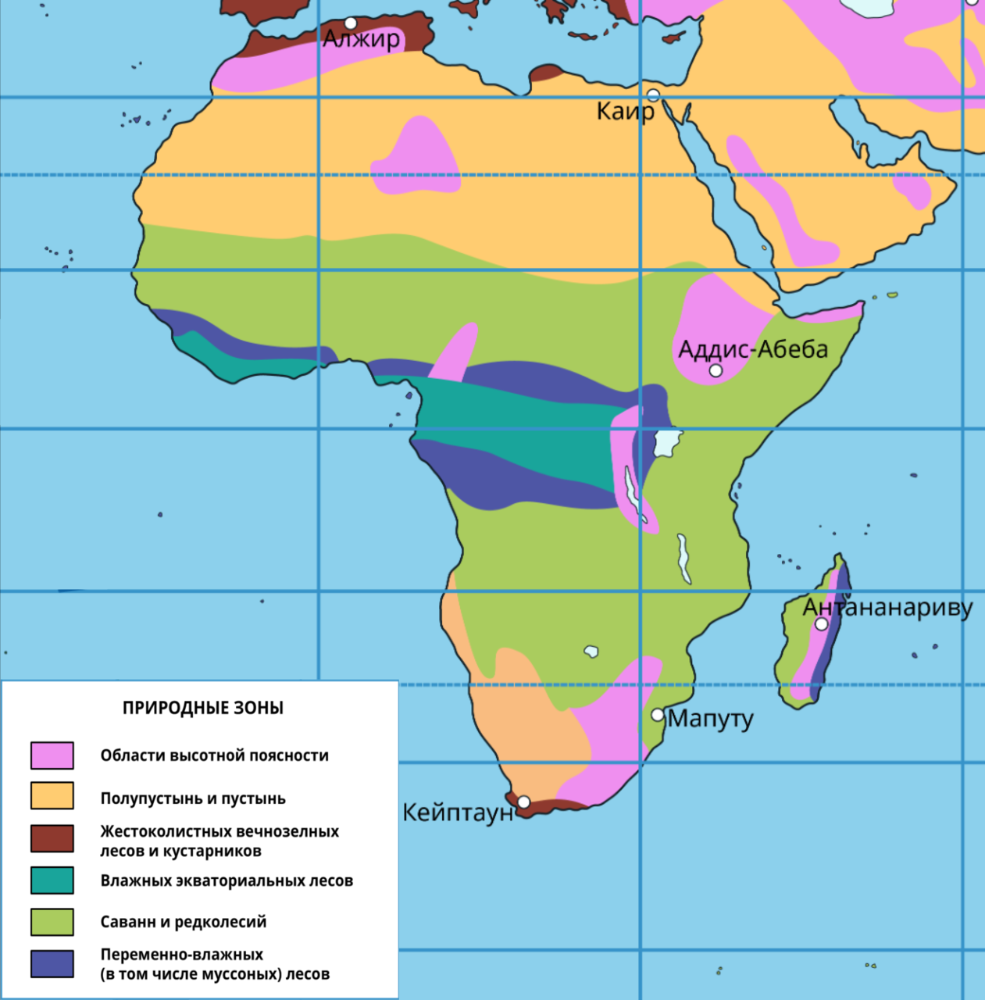 Алжир
Каир
Аддис-Абеба
Антананариву
Мапуту
Кейптаун
ПРИРОДНЫЕ ЗОНЫ
Области высотной поясности
Полупустынь и пустынь
Жестоколистных вечнозелных
лесов и кустарников
Влажных экваториальных лесов
Саванн и редколесий
Переменно-влажных
(в том числе муссоных) лесов